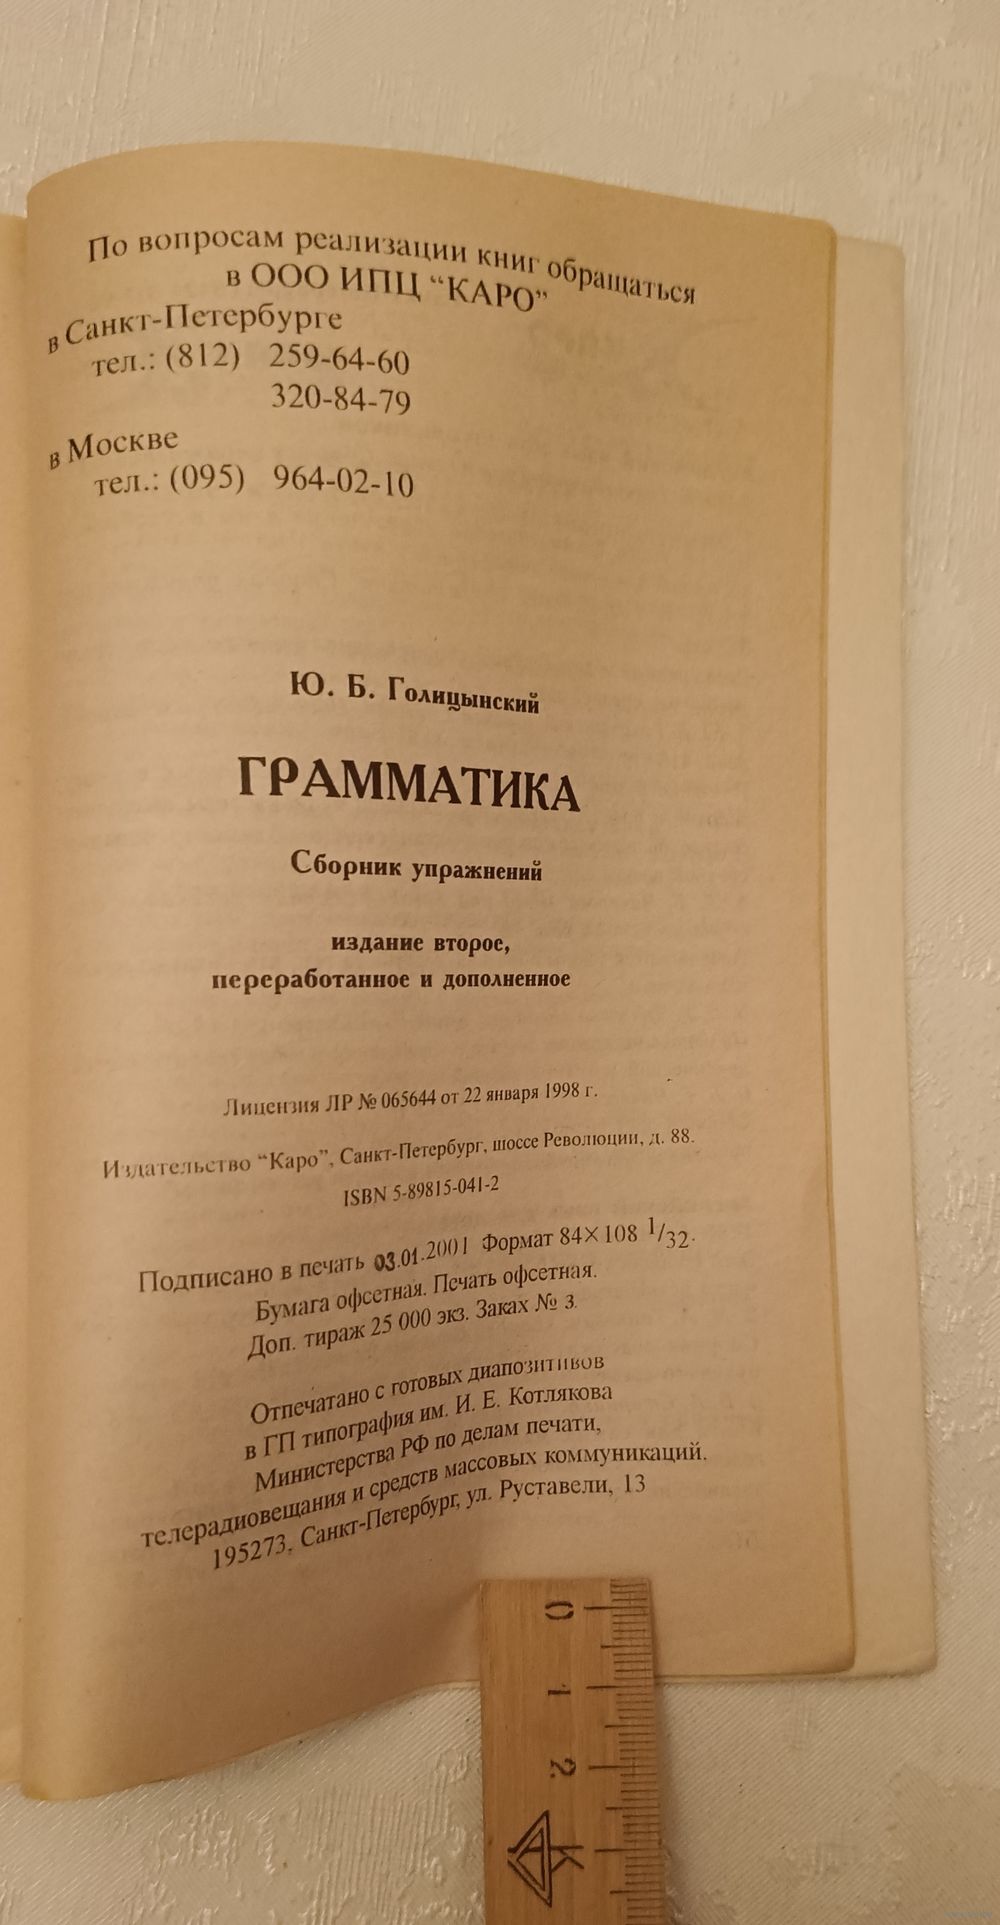 По вопросам реализации книг обращаться
в ООО ИПЦ “КАРО”
в Санкт-Петербурге
тел.: (812) 259-64-60
320-84-79
в Москве
тел.: (095) 964-02-10
Ю. Б. Голицынский
ГРАММАТИКА
Сборник упражнений
издание второе,
переработанное и дополненное
Лицензия ЛР № 065644 от 22 января 1998 г.
Издательство “Каро”, Санкт-Петербург, шоссе Революции, д. 88.
ISBN 5-89815-041-2
Подписано в печать 03.01.2001 Формат 84×108 1/32.
Бумага офсетная. Печать офсетная.
Доп. тираж 25 000 экз. Заках № 3.
Отпечатано с готовых диапозитивов
в ГП типография им. И. Е. Котлякова
Министерства РФ по делам печати,
телерадиовещания и средств массовых коммуникаций.
195273, Санкт-Петербург, ул. Руставели, 13
0
1
2